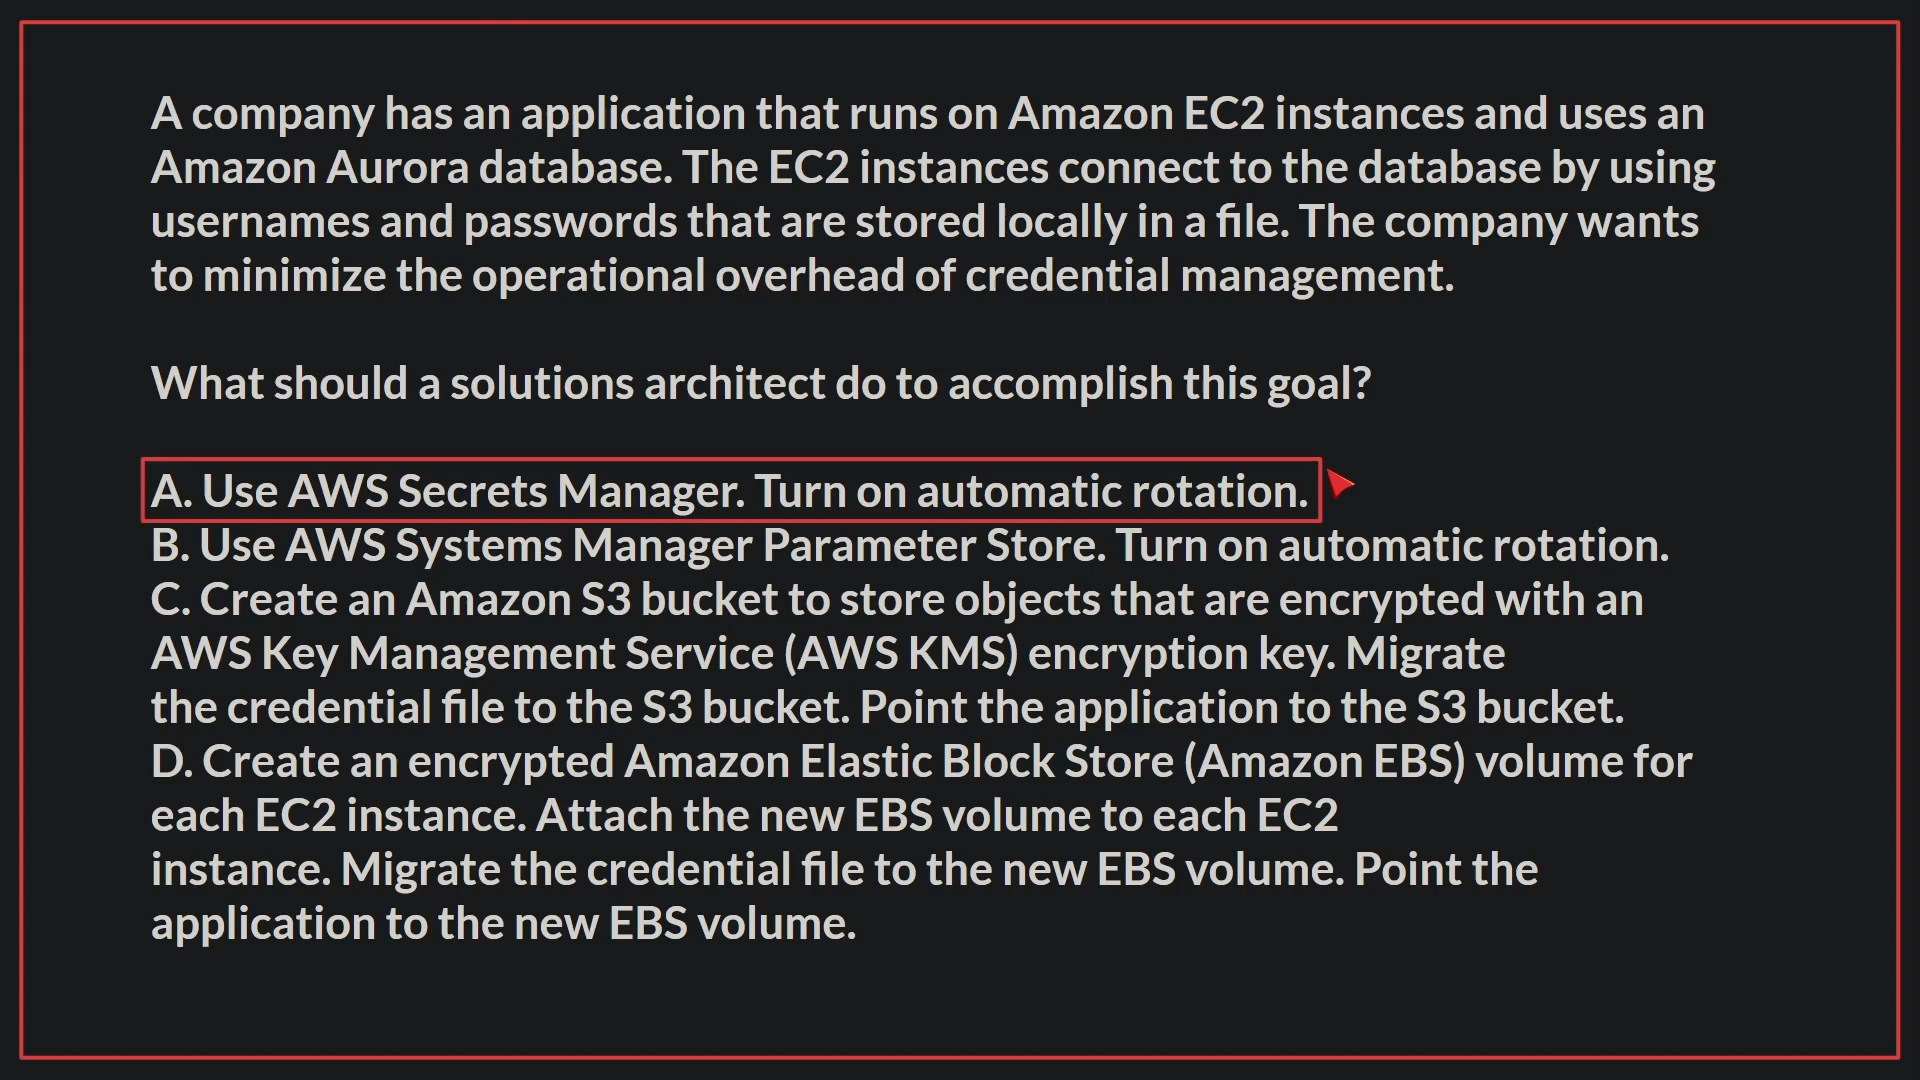 A company has an application that runs on Amazon EC2 instances and uses an
Amazon Aurora database. The EC2 instances connect to the database by using
usernames and passwords that are stored locally in a file. The company wants
to minimize the operational overhead of credential management.
What should a solutions architect do to accomplish this goal?
A. Use AWS Secrets Manager. Turn on automatic rotation.
B. Use AWS Systems Manager Parameter Store. Turn on automatic rotation.
C. Create an Amazon S3 bucket to store objects that are encrypted with an
AWS Key Management Service (AWS KMS) encryption key. Migrate
the credential file to the S3 bucket. Point the application to the S3 bucket.
D. Create an encrypted Amazon Elastic Block Store (Amazon EBS) volume for
each EC2 instance. Attach the new EBS volume to each EC2
instance. Migrate the credential file to the new EBS volume. Point the
application to the new EBS volume.